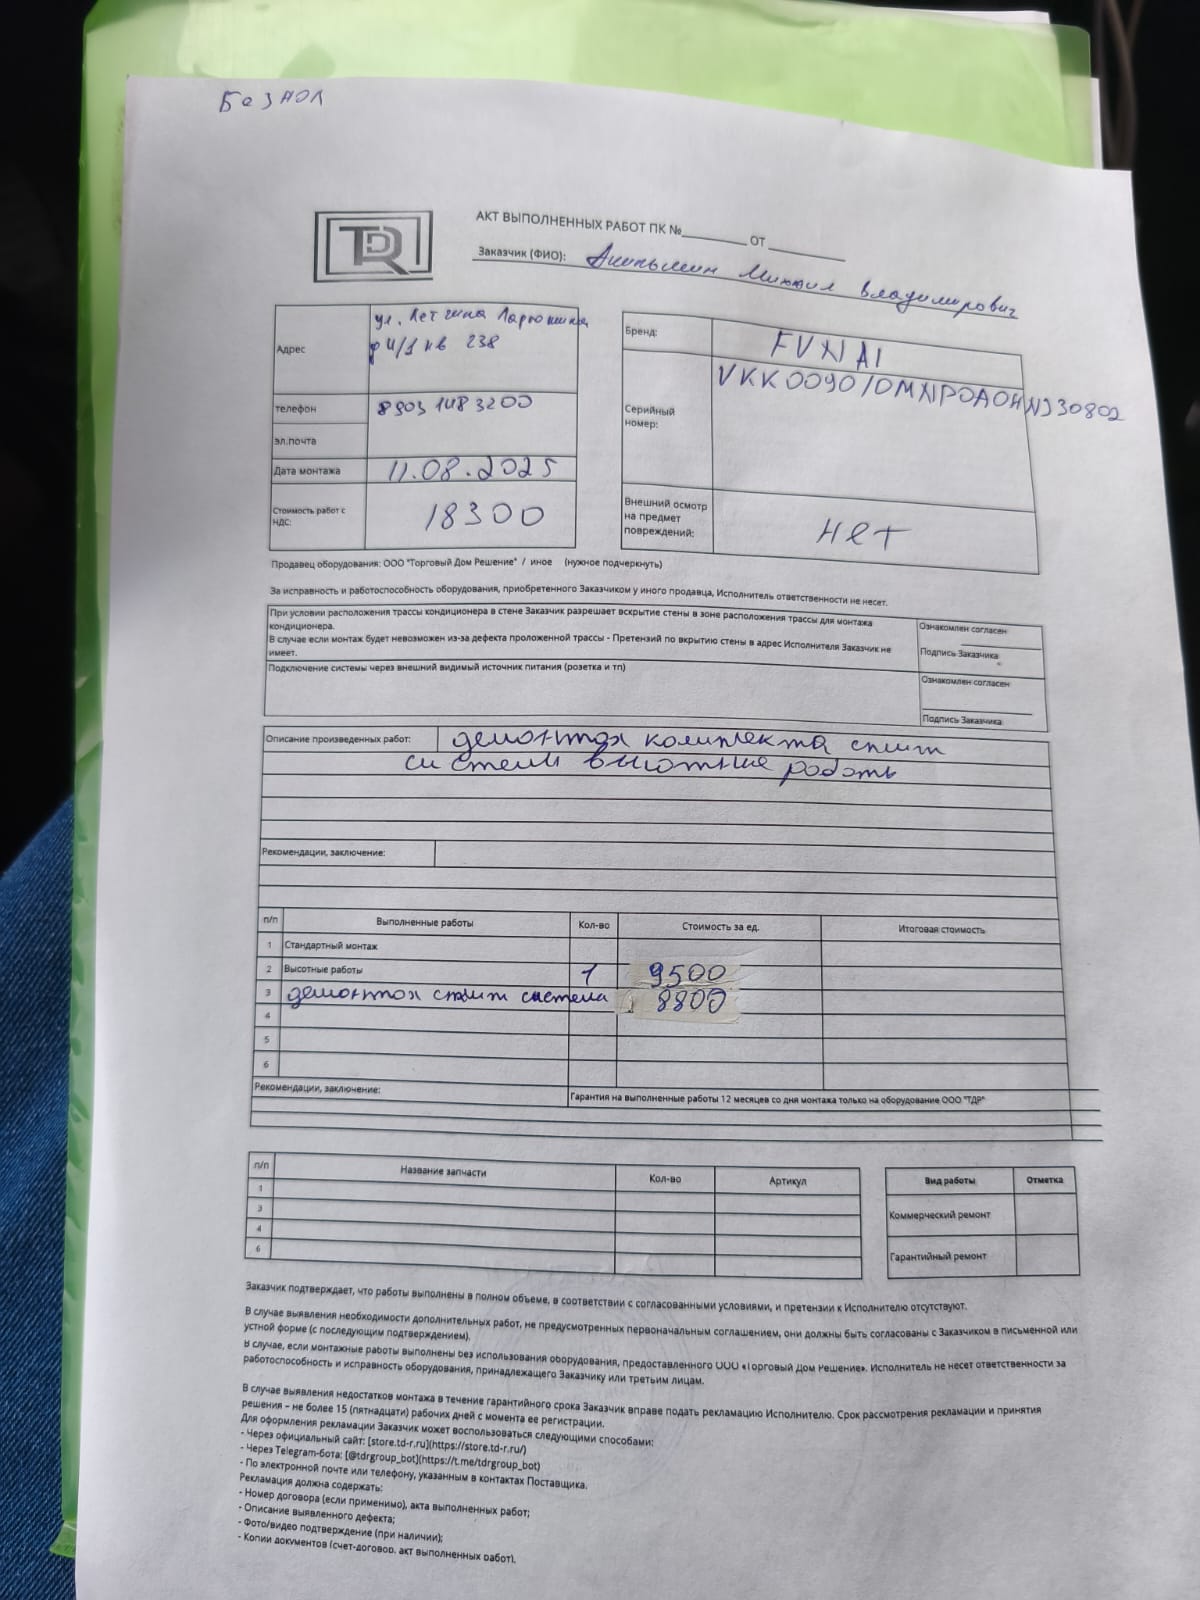 Безнал
TDR
АКТ ВЫПОЛНЕННЫХ РАБОТ ПК №________ ОТ ________
Заказчик (ФИО): Михаил Владимирович
Адрес
ул. Летчика Ларюшина
д 4/1 кв 238
телефон 8903 148 3200
эл.почта
Дата монтажа 11.08.2025
Стоимость работ с НДС: 18300
Бренд: FUNAI
Серийный номер:
VKK0090/0MNPOAOHNJ30802
Внешний осмотр на предмет повреждений: нет
Продавец оборудования: ООО "Торговый Дом Решение" / иное (нужное подчеркнуть)
За исправность и работоспособность оборудования, приобретенного Заказчиком у иного продавца, Исполнитель ответственности не несет.
При условии расположения трассы кондиционера в стене Заказчик разрешает вскрытие стены в зоне расположения трассы для монтажа
кондиционера.
В случае если монтаж будет невозможен из-за дефекта проложенной трассы - Претензий по вкрытию стены в адрес Исполнителя Заказчик не
имеет.
Ознакомлен согласен
Подпись Заказчика
Подключение системы через внешний видимый источник питания (розетка и тп)
Ознакомлен согласен
Подпись Заказчика
Описание произведенных работ: демонтаж комплекта сплит
системы высотные работы
Рекомендации, заключение:
п/п Выполненные работы Кол-во Стоимость за ед. Итоговая стоимость
1 Стандартный монтаж
2 Высотные работы 1 9500
3 демонтаж сплит система 8800
4
5
6
Рекомендации, заключение: Гарантия на выполненные работы 12 месяцев со дня монтажа только на оборудование ООО "ТДР"
п/п Название запчасти Кол-во Артикул
1
3
4
6
Вид работы Отметка
Коммерческий ремонт
Гарантийный ремонт
Заказчик подтверждает, что работы выполнены в полном объеме, в соответствии с согласованными условиями, и претензии к Исполнителю отсутствуют.
В случае выявления необходимости дополнительных работ, не предусмотренных первоначальным соглашением, они должны быть согласованы с Заказчиком в письменной или
устной форме (с последующим подтверждением).
В случае, если монтажные работы выполнены без использования оборудования, предоставленного ООО «Торговый Дом Решение». Исполнитель не несет ответственности за
работоспособность и исправность оборудования, принадлежащего Заказчику или третьим лицам.
В случае выявления недостатков монтажа в течение гарантийного срока Заказчик вправе подать рекламацию Исполнителю. Срок рассмотрения рекламации и принятия
решения – не более 15 (пятнадцати) рабочих дней с момента ее регистрации.
Для оформления рекламации Заказчик может воспользоваться следующими способами:
- Через официальный сайт: [store.td-r.ru](https://store.td-r.ru/)
- Через Telegram-бота: [@tdrgroup_bot](https://t.me/tdrgroup_bot)
- По электронной почте или телефону, указанным в контактах Поставщика.
Рекламация должна содержать:
- Номер договора (если применимо), акта выполненных работ;
- Описание выявленного дефекта;
- Фото/видео подтверждение (при наличии);
- Копии документов (счет-договор, акт выполненных работ).